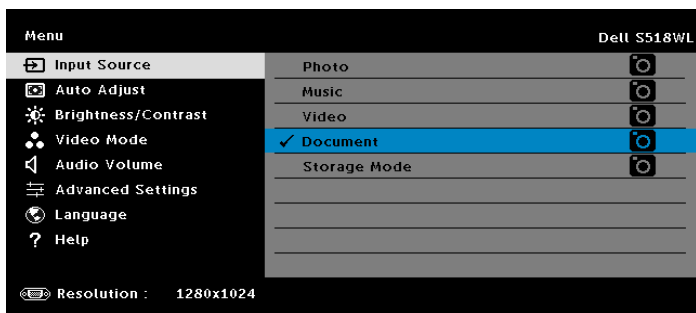 Menu
Dell S518WL
Input Source
Auto Adjust
Brightness/Contrast
Video Mode
Audio Volume
Advanced Settings
Language
? Help
Photo
Music
Video
✓ Document
Storage Mode
Resolution : 1280x1024